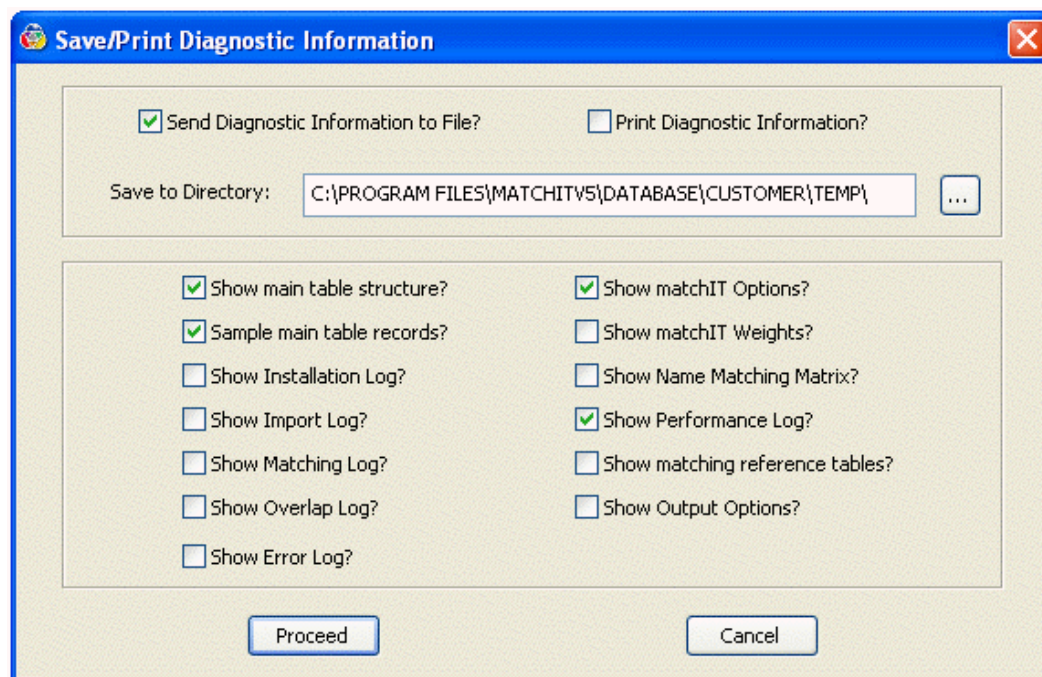 Save/Print Diagnostic Information
Send Diagnostic Information to File? Print Diagnostic Information?
Save to Directory: C:\PROGRAM FILES\MATCHITV5\DATABASE\CUSTOMER\TEMP\ ...
Show main table structure? Show matchIT Options?
Sample main table records? Show matchIT Weights?
Show Installation Log? Show Name Matching Matrix?
Show Import Log? Show Performance Log?
Show Matching Log? Show matching reference tables?
Show Overlap Log? Show Output Options?
Show Error Log?
Proceed Cancel